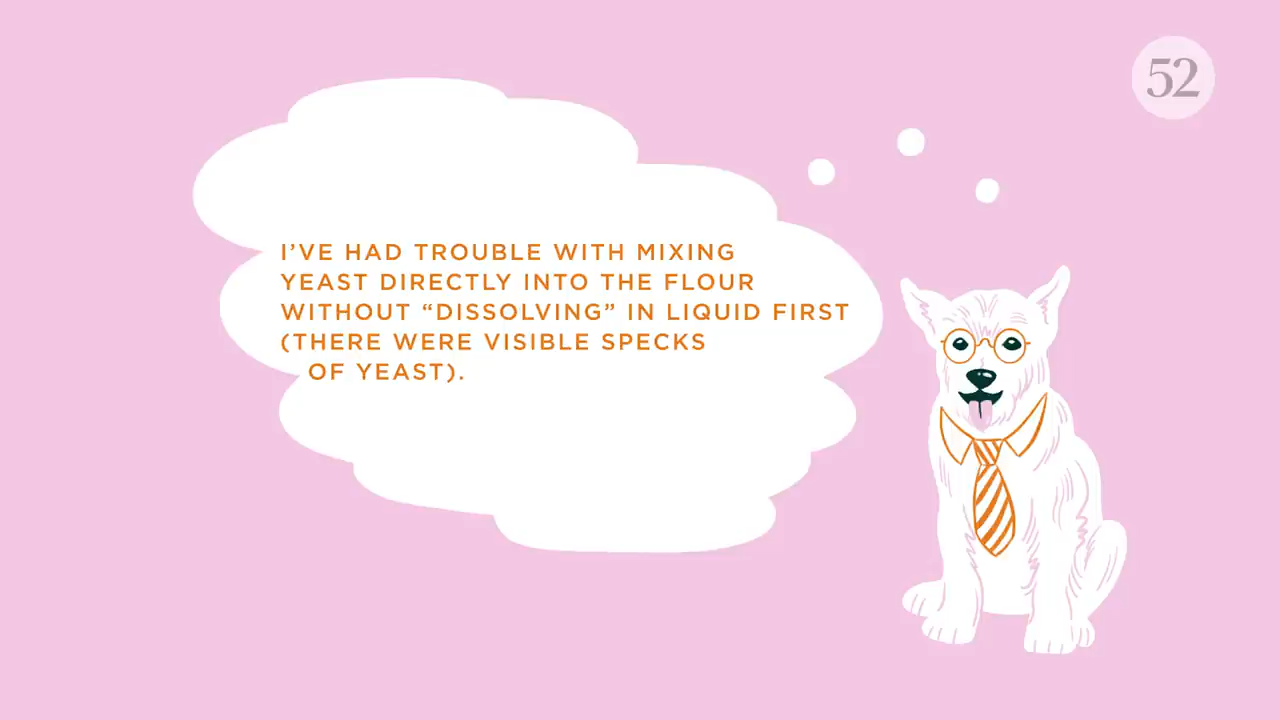 52
I’VE HAD TROUBLE WITH MIXING
YEAST DIRECTLY INTO THE FLOUR
WITHOUT “DISSOLVING” IN LIQUID FIRST
(THERE WERE VISIBLE SPECKS
OF YEAST).